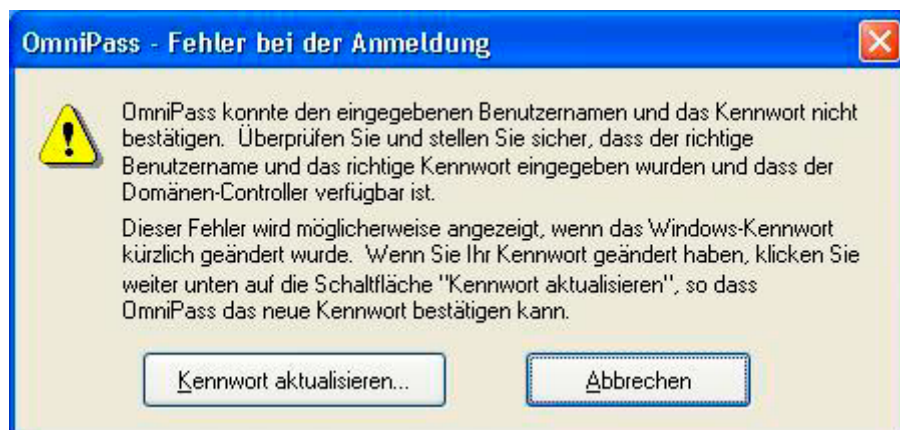 OmniPass - Fehler bei der Anmeldung
OmniPass konnte den eingegebenen Benutzernamen und das Kennwort nicht
bestätigen.  Überprüfen Sie und stellen Sie sicher, dass der richtige
Benutzername und das richtige Kennwort eingegeben wurden und dass der
Domänen-Controller verfügbar ist.
Dieser Fehler wird möglicherweise angezeigt, wenn das Windows-Kennwort
kürzlich geändert wurde.  Wenn Sie Ihr Kennwort geändert haben, klicken Sie
weiter unten auf die Schaltfläche "Kennwort aktualisieren", so dass
OmniPass das neue Kennwort bestätigen kann.
Kennwort aktualisieren... Abbrechen